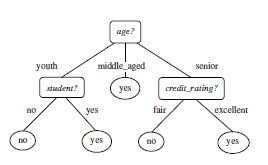 age?
youth middle_aged senior
student? yes credit_rating?
no yes fair excellent
no yes no yes